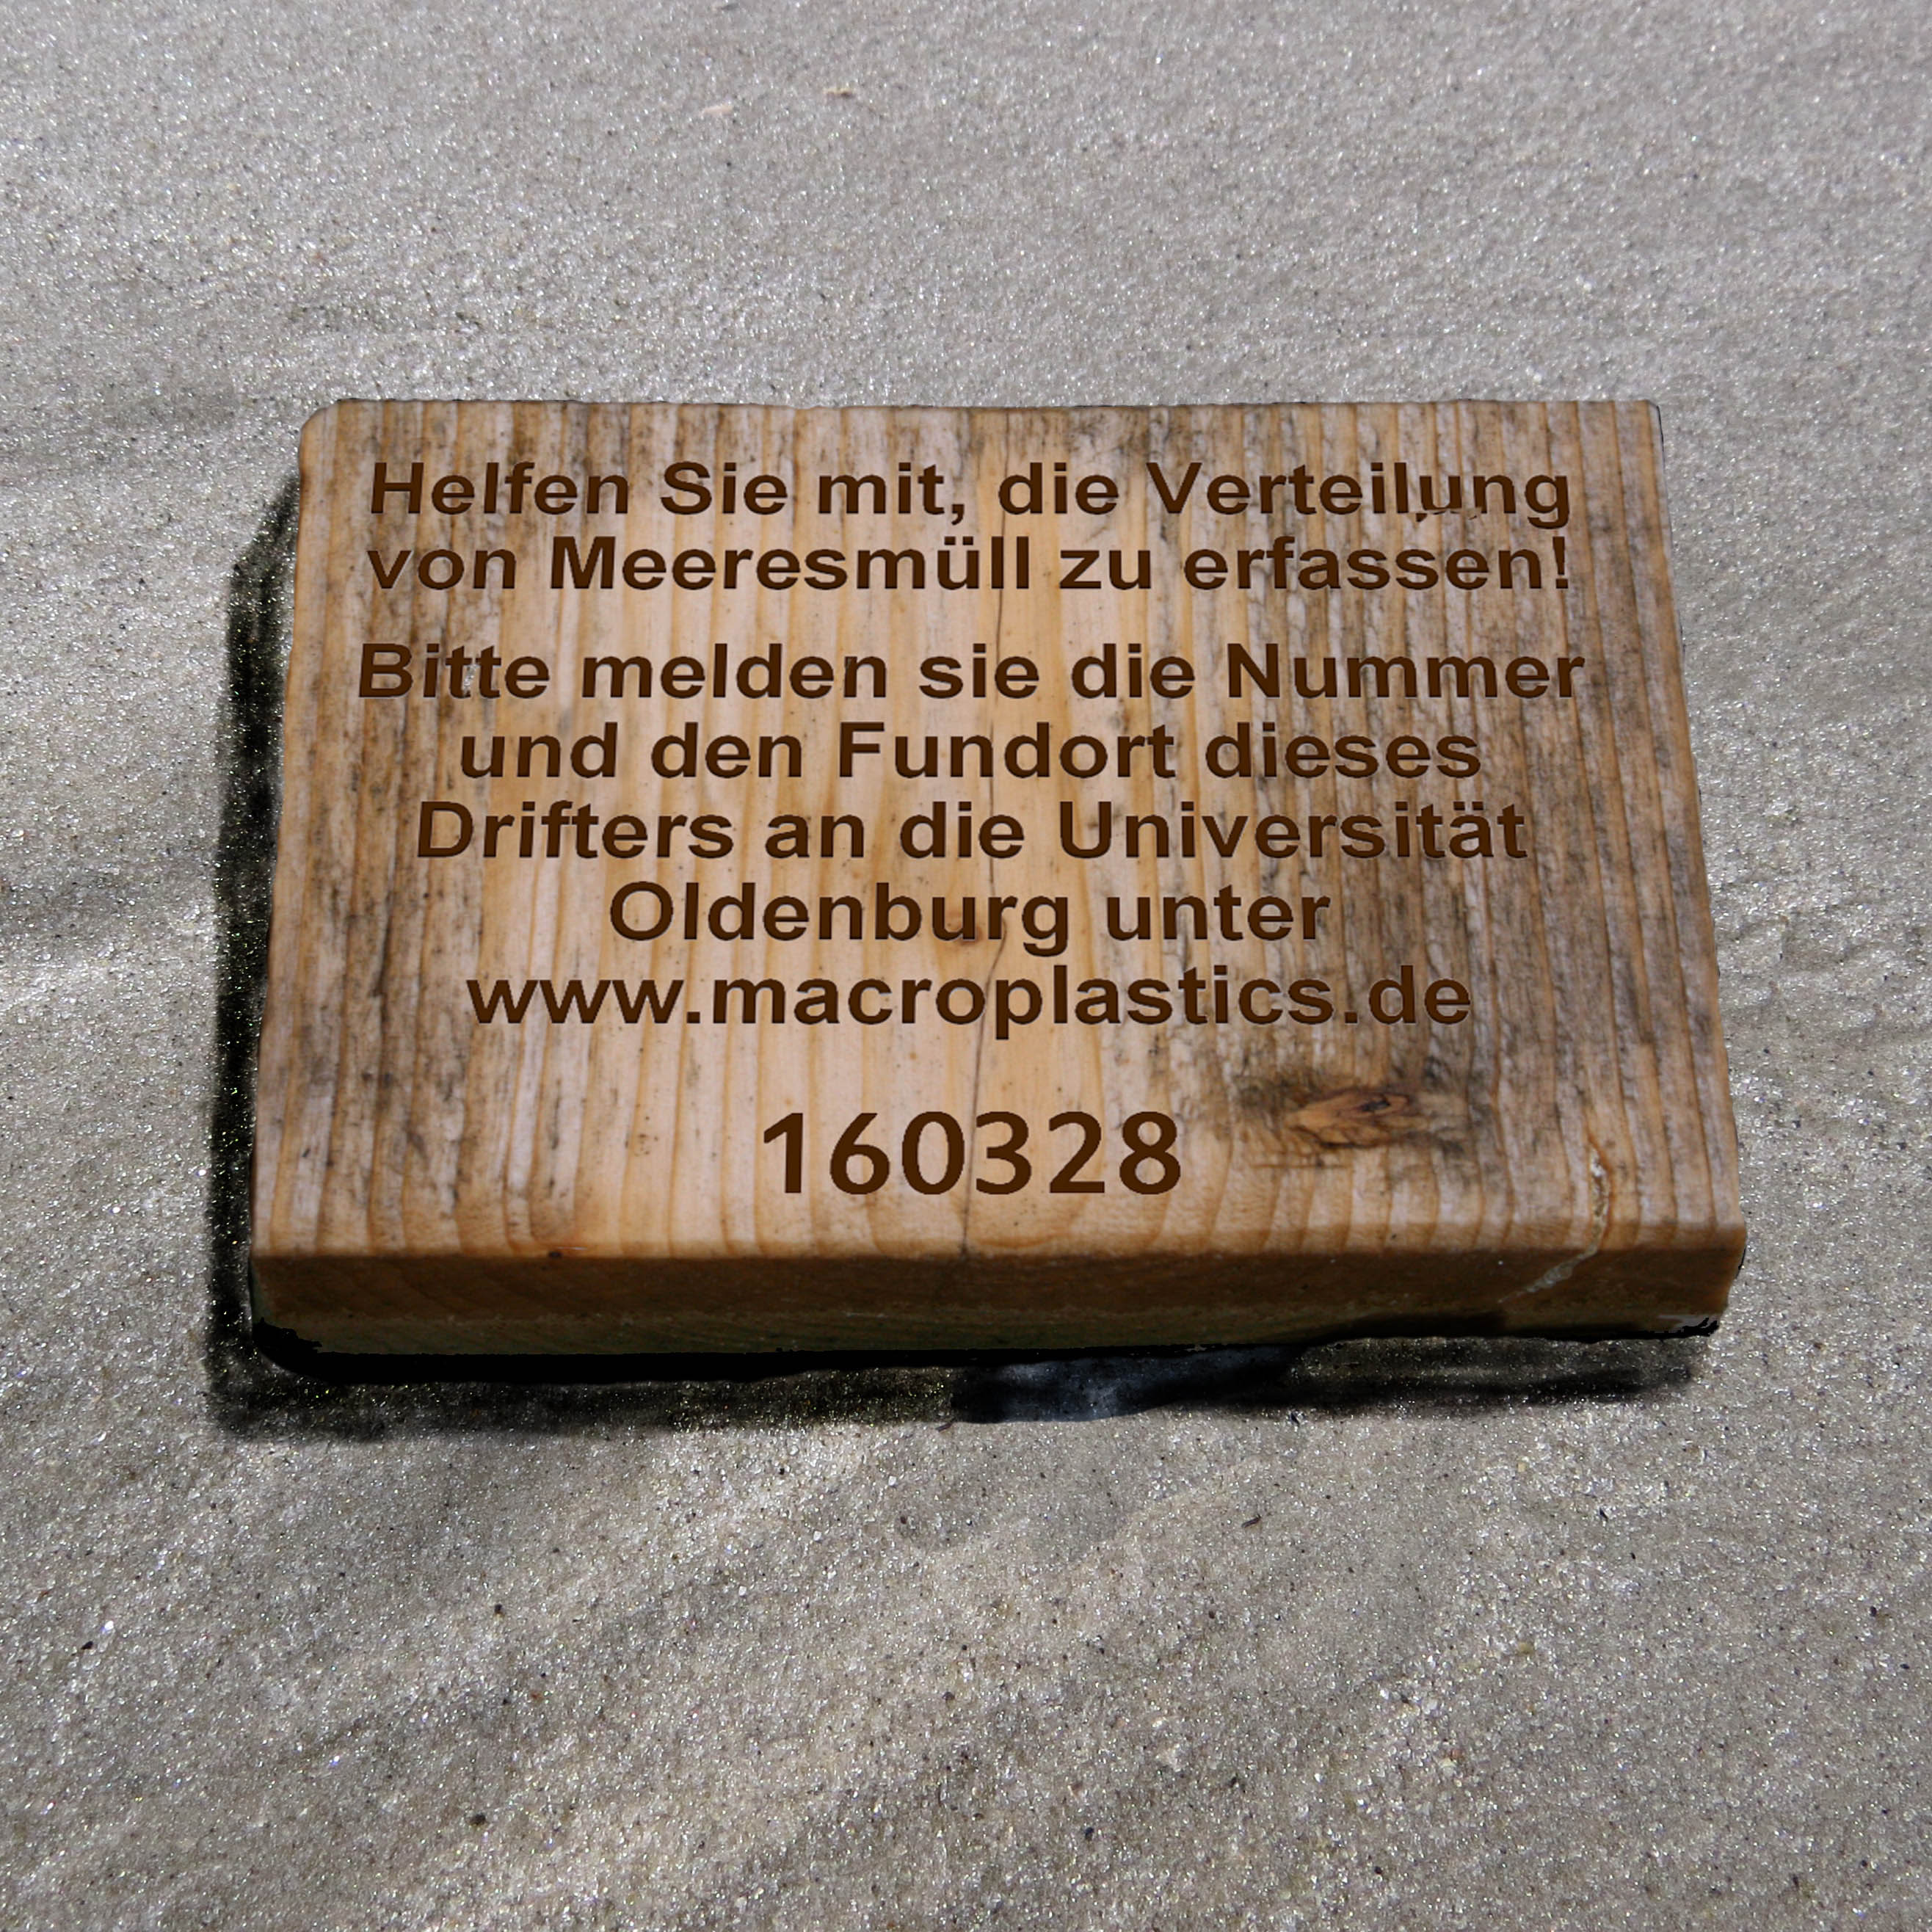 Helfen Sie mit, die Verteilung
von Meeresmüll zu erfassen!
Bitte melden sie die Nummer
und den Fundort dieses
Drifters an die Universität
Oldenburg unter
www.macroplastics.de
160328